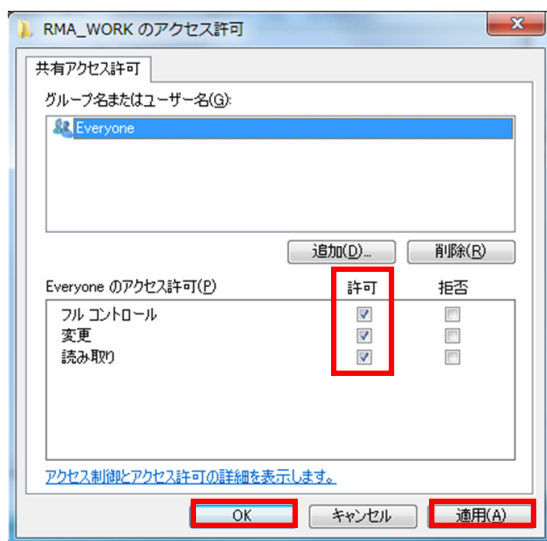 RMA_WORK のアクセス許可
共有アクセス許可
グループ名またはユーザー名(G):
Everyone
追加(D)...
削除(R)
Everyone のアクセス許可(P) 許可 拒否
フル コントロール
変更
読み取り
アクセス制御とアクセス許可の詳細を表示します。
OK キャンセル 適用(A)